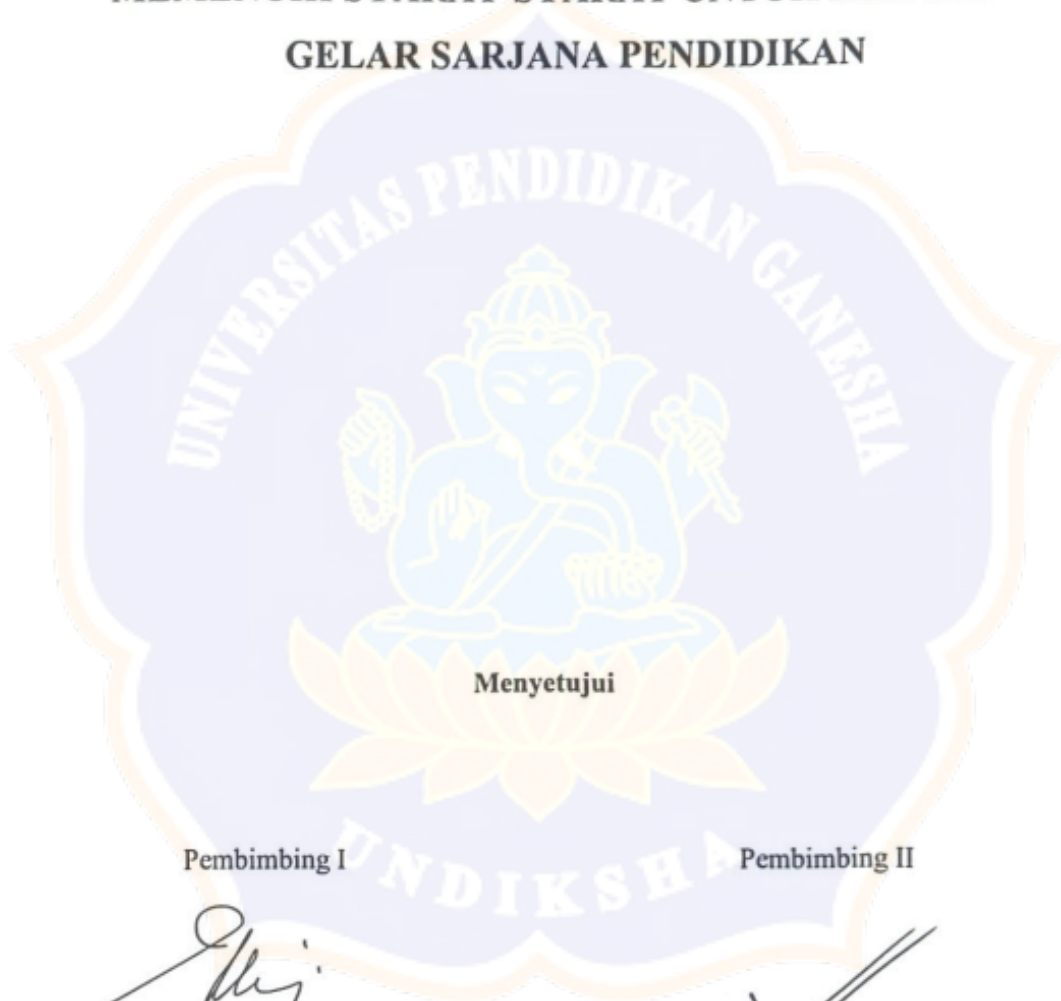 GELAR SARJANA PENDIDIKAN
UNIVERSITAS PENDIDIKAN GANESHA
Menyetujui
UNDIKSHA
Pembimbing I Pembimbing II